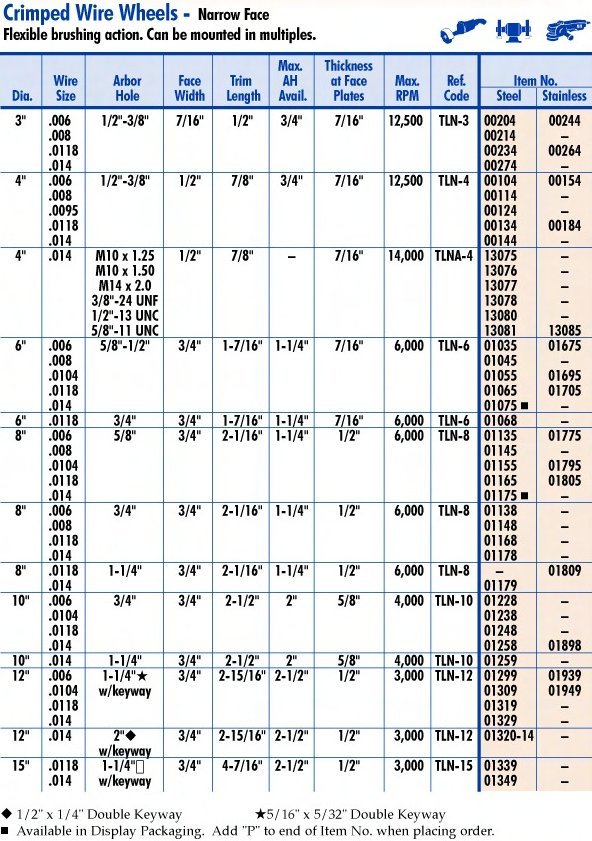 Crimped Wire Wheels - Narrow Face
Flexible brushing action. Can be mounted in multiples.
Dia. Wire Size Arbor Hole Face Width Trim Length Max. AH Avail. Thickness at Face Plates Max. RPM Ref. Code Item No. Steel Stainless
3" .006 1/2"-3/8" 7/16" 1/2" 3/4" 7/16" 12,500 TLN-3 00204 00244
.008 00214 –
.0118 00234 00264
.014 00274 –
4" .006 1/2"-3/8" 1/2" 7/8" 3/4" 7/16" 12,500 TLN-4 00104 00154
.008 00114 –
.0095 00124 –
.0118 00134 00184
.014 00144 –
4" .014 M10 x 1.25 1/2" 7/8" – 7/16" 14,000 TLNA-4 13075 –
M10 x 1.50 13076 –
M14 x 2.0 13077 –
3/8"-24 UNF 13078 –
1/2"-13 UNC 13080 –
5/8"-11 UNC 13081 13085
6" .006 5/8"-1/2" 3/4" 1-7/16" 1-1/4" 7/16" 6,000 TLN-6 01035 01675
.008 01045 –
.0104 01055 01695
.0118 01065 01705
.014 01075 ■ –
6" .0118 3/4" 3/4" 1-7/16" 1-1/4" 7/16" 6,000 TLN-6 01068 –
8" .006 5/8" 3/4" 2-1/16" 1-1/4" 1/2" 6,000 TLN-8 01135 01775
.008 01145 –
.0104 01155 01795
.0118 01165 01805
.014 01175 ■ –
8" .006 3/4" 3/4" 2-1/16" 1-1/4" 1/2" 6,000 TLN-8 01138 –
.008 01148 –
.0118 01168 –
.014 01178 –
8" .0118 1-1/4" 3/4" 2-1/16" 1-1/4" 1/2" 6,000 TLN-8 – 01809
.014 01179
10" .006 3/4" 3/4" 2-1/2" 2" 5/8" 4,000 TLN-10 01228 –
.0104 01238 –
.0118 01248 –
.014 01258 01898
10" .014 1-1/4" 3/4" 2-1/2" 2" 5/8" 4,000 TLN-10 01259 –
12" .006 1-1/4"★ 3/4" 2-15/16" 2-1/2" 1/2" 3,000 TLN-12 01299 01939
.0104 w/keyway 01309 01949
.0118 01319 –
.014 01329 –
12" .014 2"◆ 3/4" 2-15/16" 2-1/2" 1/2" 3,000 TLN-12 01320-14 –
w/keyway
15" .0118 1-1/4"□ 3/4" 4-7/16" 2-1/2" 1/2" 3,000 TLN-15 01339 –
.014 w/keyway 01349 –
◆ 1/2" x 1/4" Double Keyway ★5/16" x 5/32" Double Keyway
■ Available in Display Packaging. Add "P" to end of Item No. when placing order.